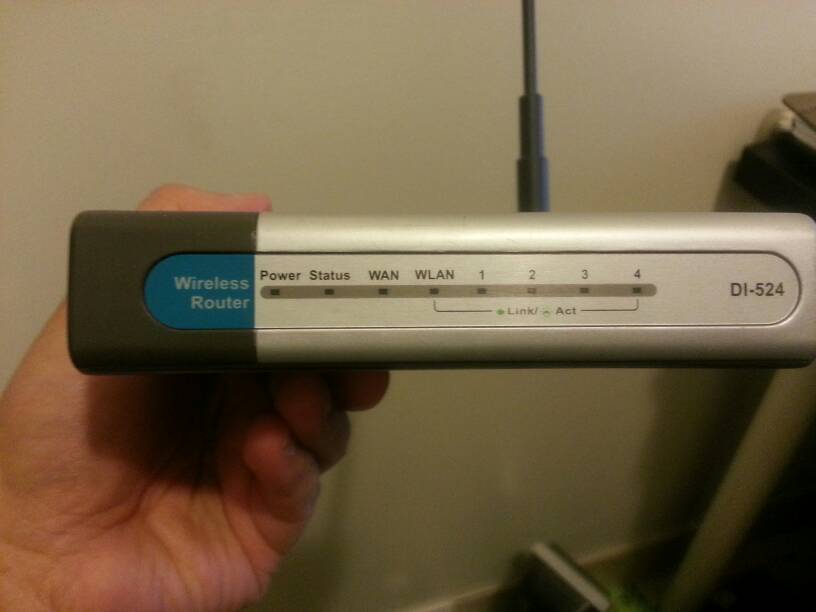 Wireless
Router
Power Status WAN WLAN 1 2 3 4
Link/ Act
DI-524